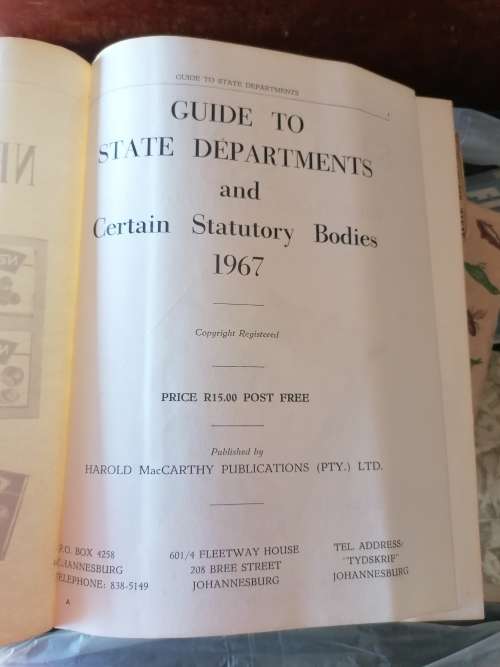 GUIDE TO STATE DEPARTMENTS
1
GUIDE TO
STATE DEPARTMENTS
and
Certain Statutory Bodies
1967
Copyright Registered
PRICE R15.00 POST FREE
Published by
HAROLD MacCARTHY PUBLICATIONS (PTY.) LTD.
P.O. BOX 4258
JOHANNESBURG
TELEPHONE: 838-5149
601/4 FLEETWAY HOUSE
208 BREE STREET
JOHANNESBURG
TEL. ADDRESS:
"TYDSKRIF"
JOHANNESBURG
A